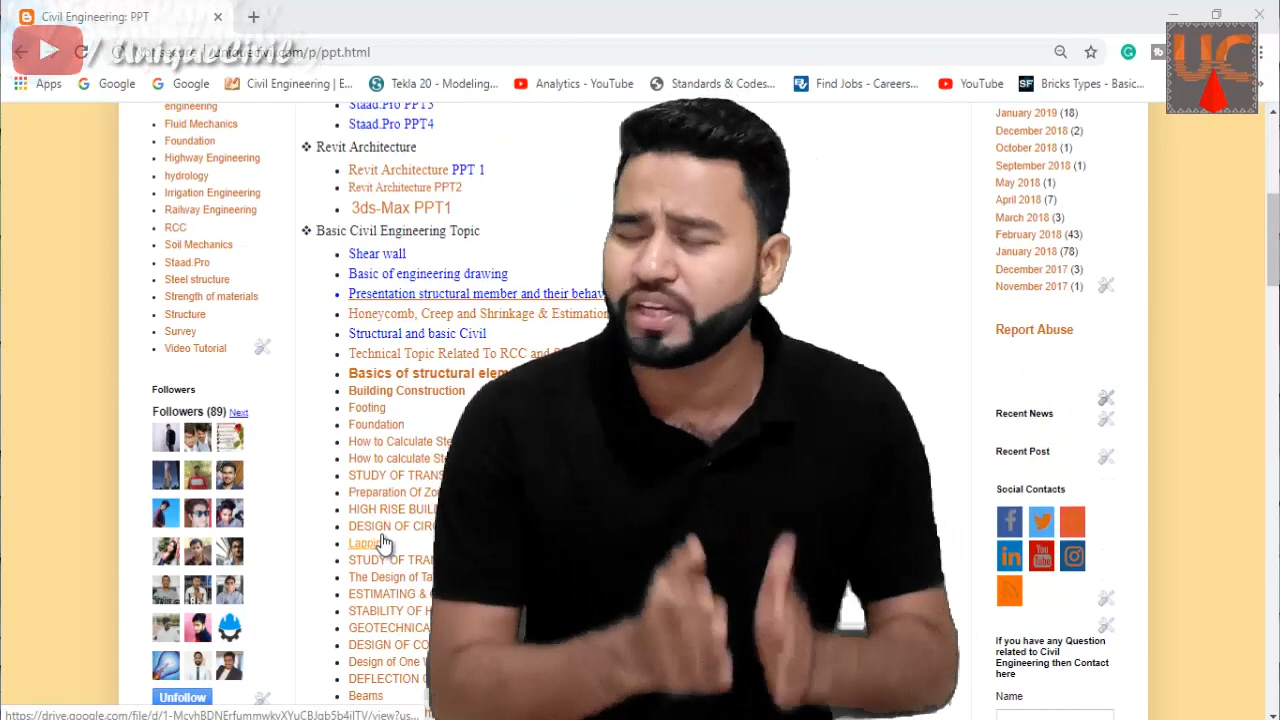 Civil Engineering: PPT
/p/ppt.html
Apps
Google
Google
Civil Engineering | E...
Tekla 20 - Modeling...
Analytics - YouTube
Standards & Codes...
Find Jobs - Careers...
YouTube
Bricks Types - Basic...
UC
engineering
Fluid Mechanics
Foundation
Highway Engineering
hydrology
Irrigation Engineering
Railway Engineering
RCC
Soil Mechanics
Staad.Pro
Steel structure
Strength of materials
Structure
Survey
Video Tutorial
Followers
Followers (89) Next
Unfollow
Staad.Pro PPT3
Staad.Pro PPT4
Revit Architecture
Revit Architecture PPT 1
Revit Architecture PPT2
3ds-Max PPT1
Basic Civil Engineering Topic
Shear wall
Basic of engineering drawing
Presentation structural member and their behav
Honeycomb, Creep and Shrinkage & Estimation
Structural and basic Civil
Technical Topic Related To RCC and
Basics of structural elem
Building Construction
Footing
Foundation
How to Calculate Ste
How to calculate Ste
STUDY OF TRANS
Preparation Of Zo
HIGH RISE BUIL
DESIGN OF CIRC
Lappi
STUDY OF TRAN
The Design of Ta
ESTIMATING &
STABILITY OF H
GEOTECHNICA
DESIGN OF CO
Design of One W
DEFLECTION
Beams
January 2019 (18)
December 2018 (2)
October 2018 (1)
September 2018 (1)
May 2018 (1)
April 2018 (7)
March 2018 (3)
February 2018 (43)
January 2018 (78)
December 2017 (3)
November 2017 (1)
Report Abuse
Recent News
Recent Post
Social Contacts
If you have any Question
related to Civil
Engineering then Contact
here
Name